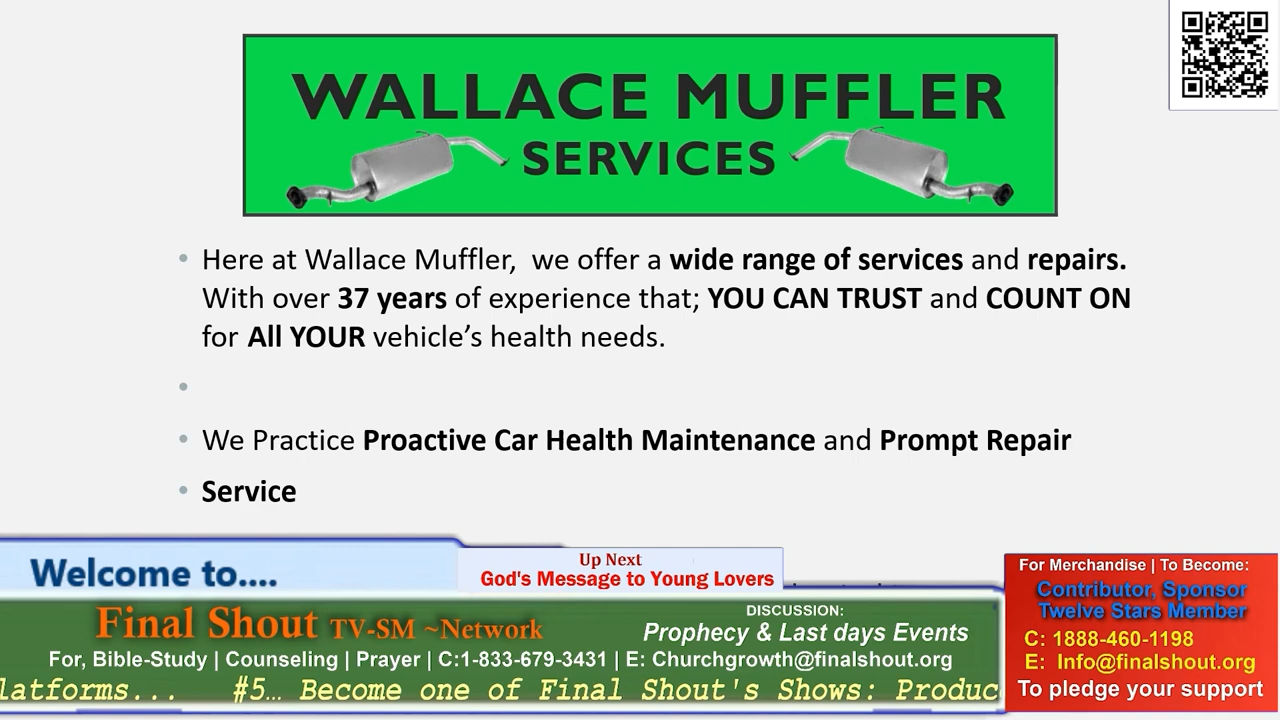 WALLACE MUFFLER
SERVICES
Here at Wallace Muffler, we offer a wide range of services and repairs.
With over 37 years of experience that; YOU CAN TRUST and COUNT ON
for All YOUR vehicle's health needs.
We Practice Proactive Car Health Maintenance and Prompt Repair
Service
Welcome to....
Up Next
God's Message to Young Lovers
Final Shout TV-SM ~Network
DISCUSSION:
Prophecy & Last days Events
For, Bible-Study | Counseling | Prayer | C:1-833-679-3431 | E: Churchgrowth@finalshout.org
latforms... #5… Become one of Final Shout's Shows: Produc
For Merchandise | To Become:
Contributor, Sponsor
Twelve Stars Member
C: 1888-460-1198
E: Info@finalshout.org
To pledge your support